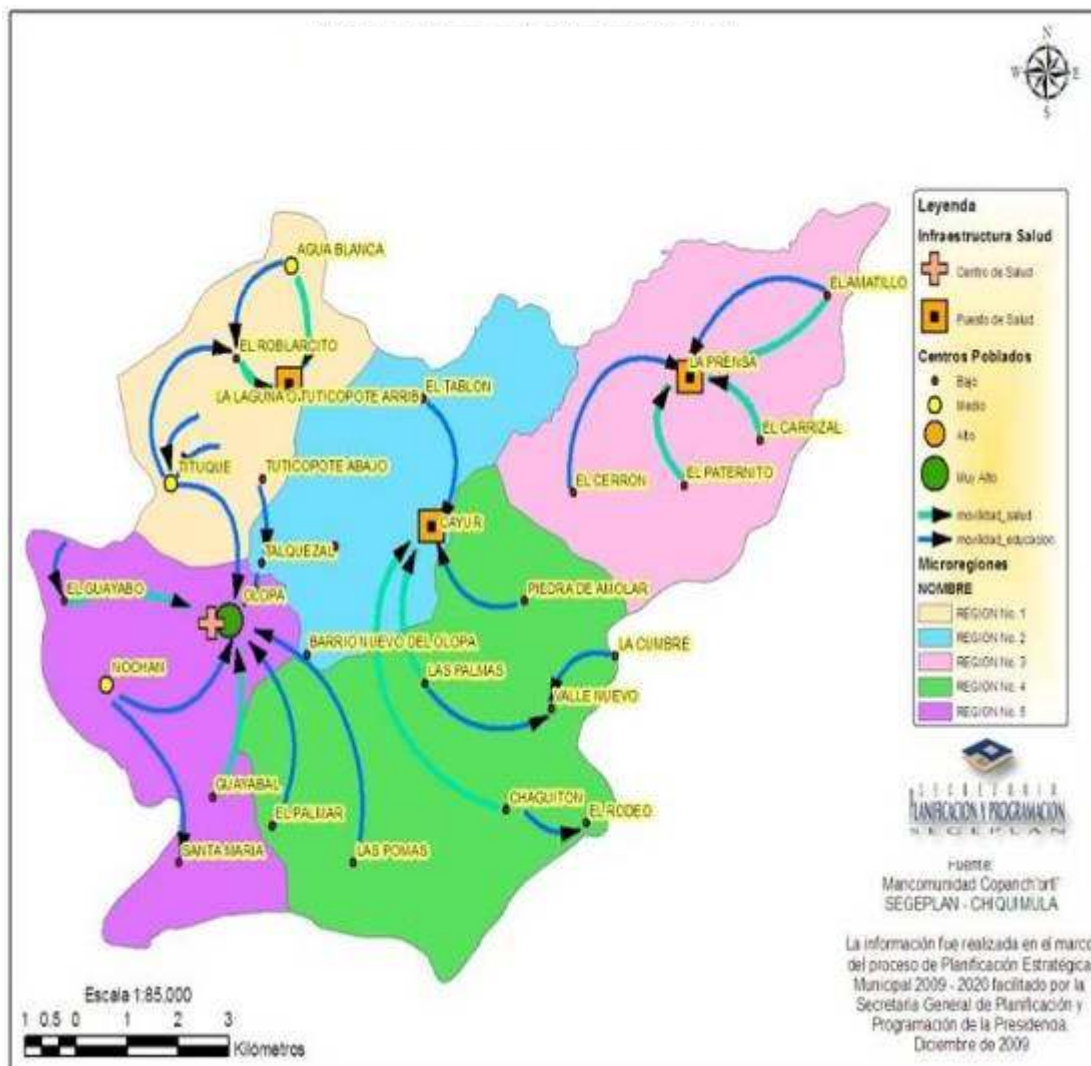 N
W E
S
Leyenda
Infraestructura Salud
Centro de Salud
Puesto de Salud
Centros Poblados
Bajo
Medio
Alto
Muy Alto
movilidad_salud
movilidad_educacion
Microregiones
NOMBRE
REGION No. 1
REGION No. 2
REGION No. 3
REGION No. 4
REGION No. 5
AGUA BLANCA
EL AMATILLO
EL ROBLARCITO
LA PRENSA
LA LAGUNA O TUTICOPOTE ARRIB
EL TABLON
EL CARRIZAL
TITUQUE
TUTICOPOTE ABAJO
EL CERRON
EL PATERNITO
CAYUR
TALQUEZAL
EL GUAYABO
OLOPA
PIEDRA DE AMOLAR
BARRIO NUEVO DEL OLOPA
LA CUMBRE
NOCHAN
LAS PALMAS
VALLE NUEVO
GUAYABAL
EL PALMAR
CHAGUITON
EL RODEO
SANTA MARIA
LAS POMAS
SECRETARIA
PLANIFICACIÓN Y PROGRAMACIÓN
SEGEPLAN
Fuente:
Mancomunidad Copanch'orti'
SEGEPLAN - CHIQUIMULA
La información fue realizada en el marco
del proceso de Planificación Estratégica
Municipal 2009 - 2020 facilitado por la
Secretaria General de Planificación y
Programación de la Presidencia.
Diciembre de 2009
Escala 1:85,000
1 0.5 0 1 2 3
Kilómetros